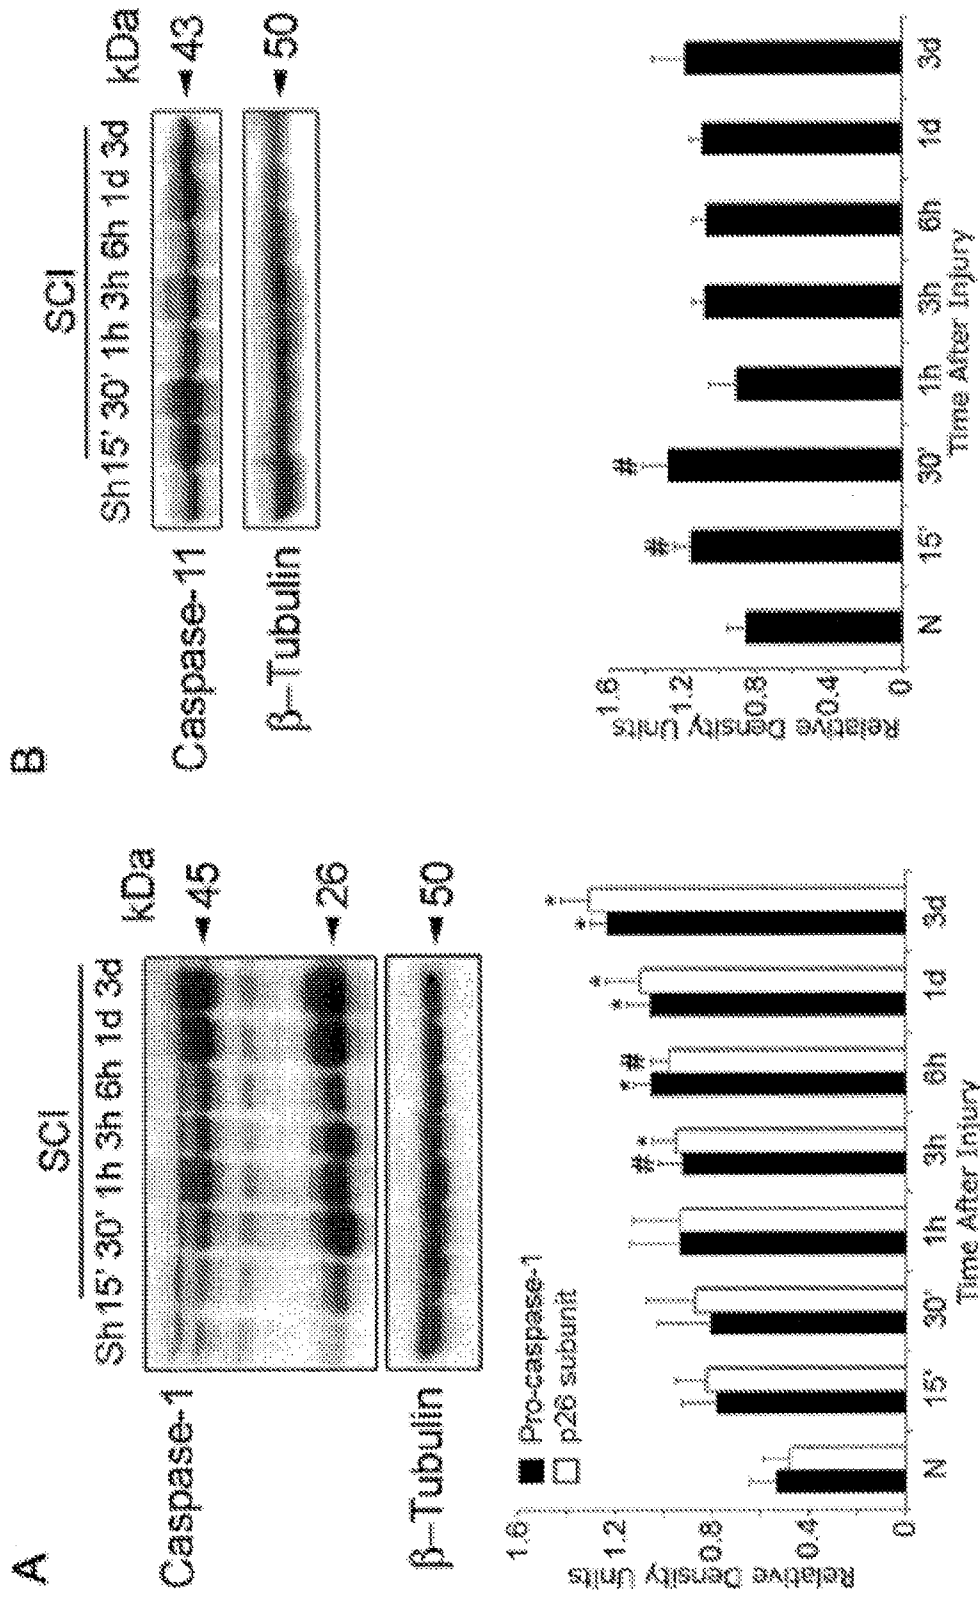 A
SCI
Sh 15' 30' 1h 3h 6h 1d 3d
kDa
Caspase-1
45
26
β–Tubulin
50
Pro-caspase-1
p26 subunit
Relative Density Units
1.6
1.2
0.8
0.4
0
* * * * # * # *
N 15' 30' 1h 3h 6h 1d 3d
Time After Injury
B
SCI
Sh 15' 30' 1h 3h 6h 1d 3d
kDa
Caspase-11
43
β–Tubulin
50
Relative Density Units
1.6
1.2
0.8
0.4
0
# #
N 15' 30' 1h 3h 6h 1d 3d
Time After Injury